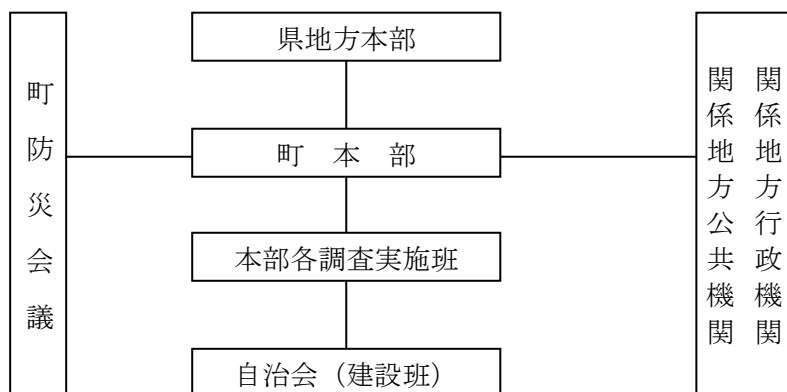 県地方本部
町防災会議
町　本　部
関係地方行政機関
関係地方公共機関
本部各調査実施班
自治会（建設班）